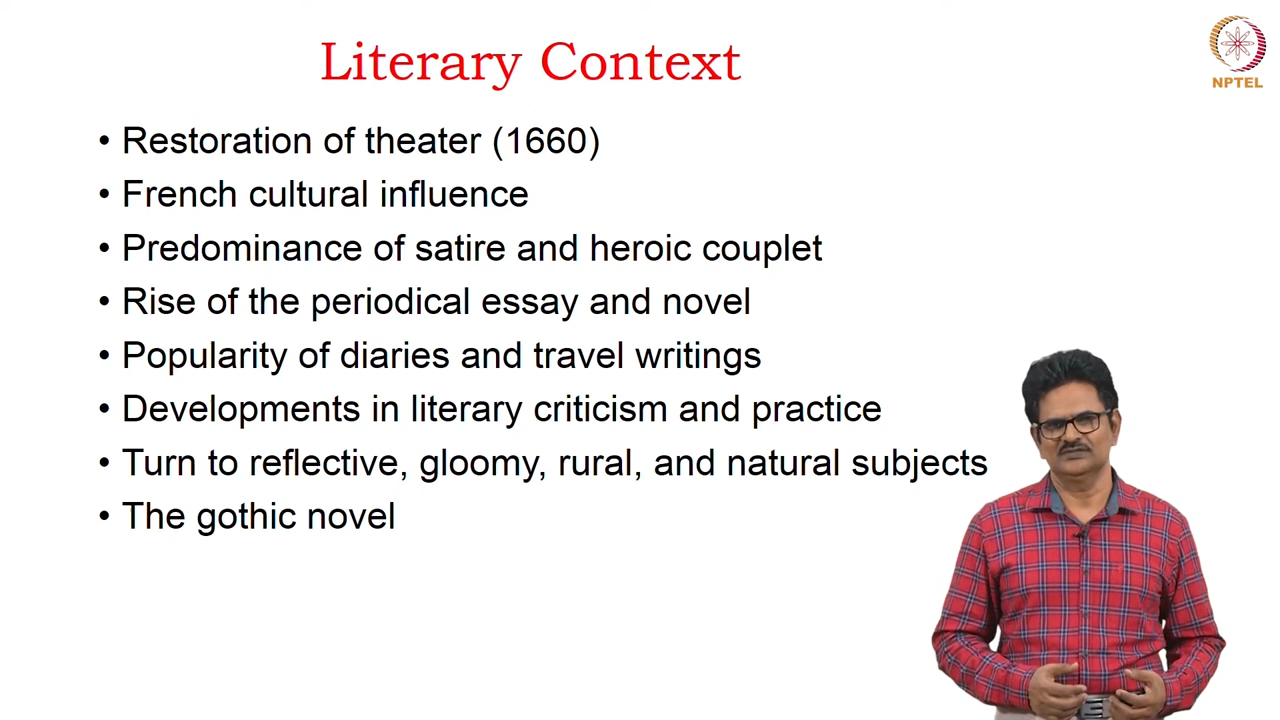 Literary Context
NPTEL
• Restoration of theater (1660)
• French cultural influence
• Predominance of satire and heroic couplet
• Rise of the periodical essay and novel
• Popularity of diaries and travel writings
• Developments in literary criticism and practice
• Turn to reflective, gloomy, rural, and natural subjects
• The gothic novel